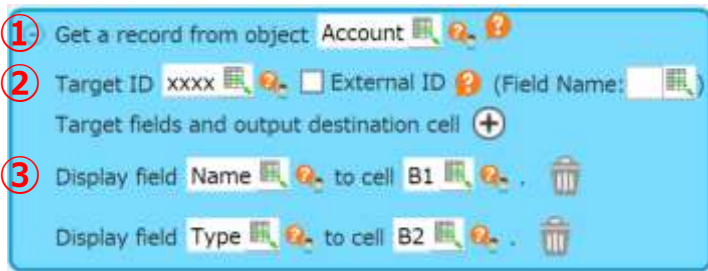 ① Get a record from object Account
② Target ID xxxx External ID (Field Name: )
Target fields and output destination cell
③ Display field Name to cell B1 .
Display field Type to cell B2 .